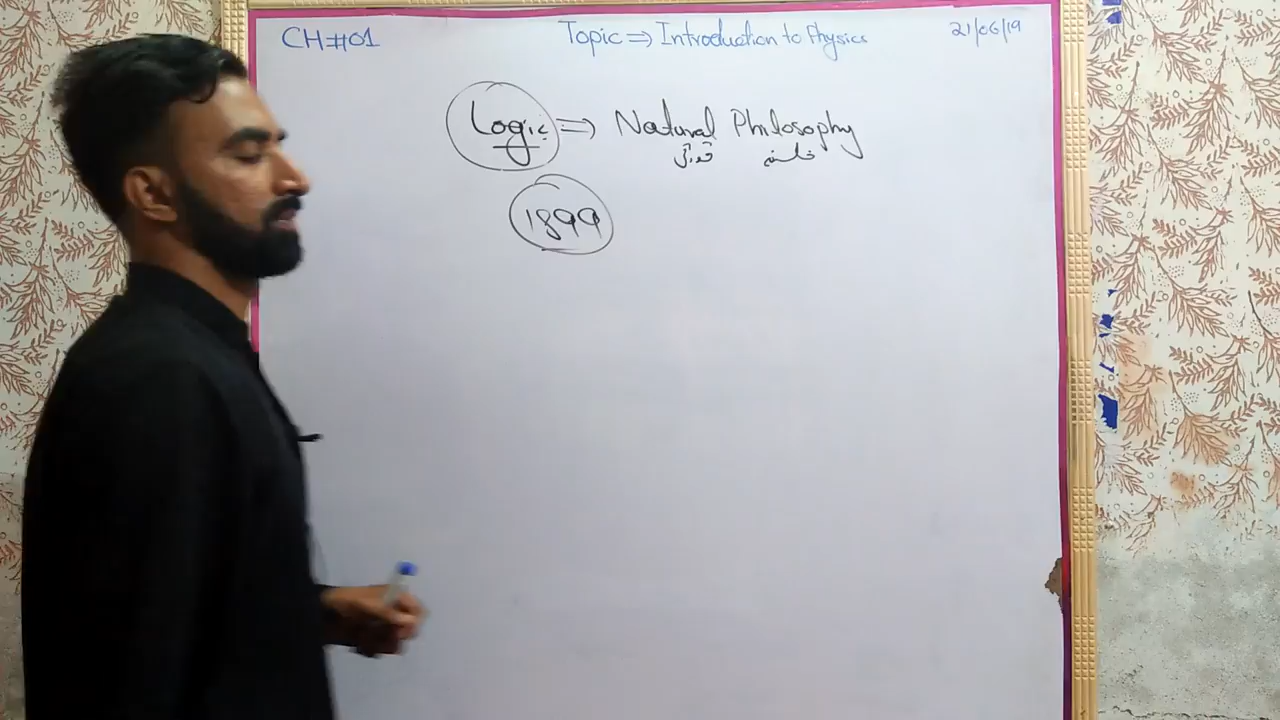 CH#01
Topic ⇒ Introduction to Physics
21/06/19
Logic ⇒ Natural Philosophy
قدرتی فلسفہ
1899